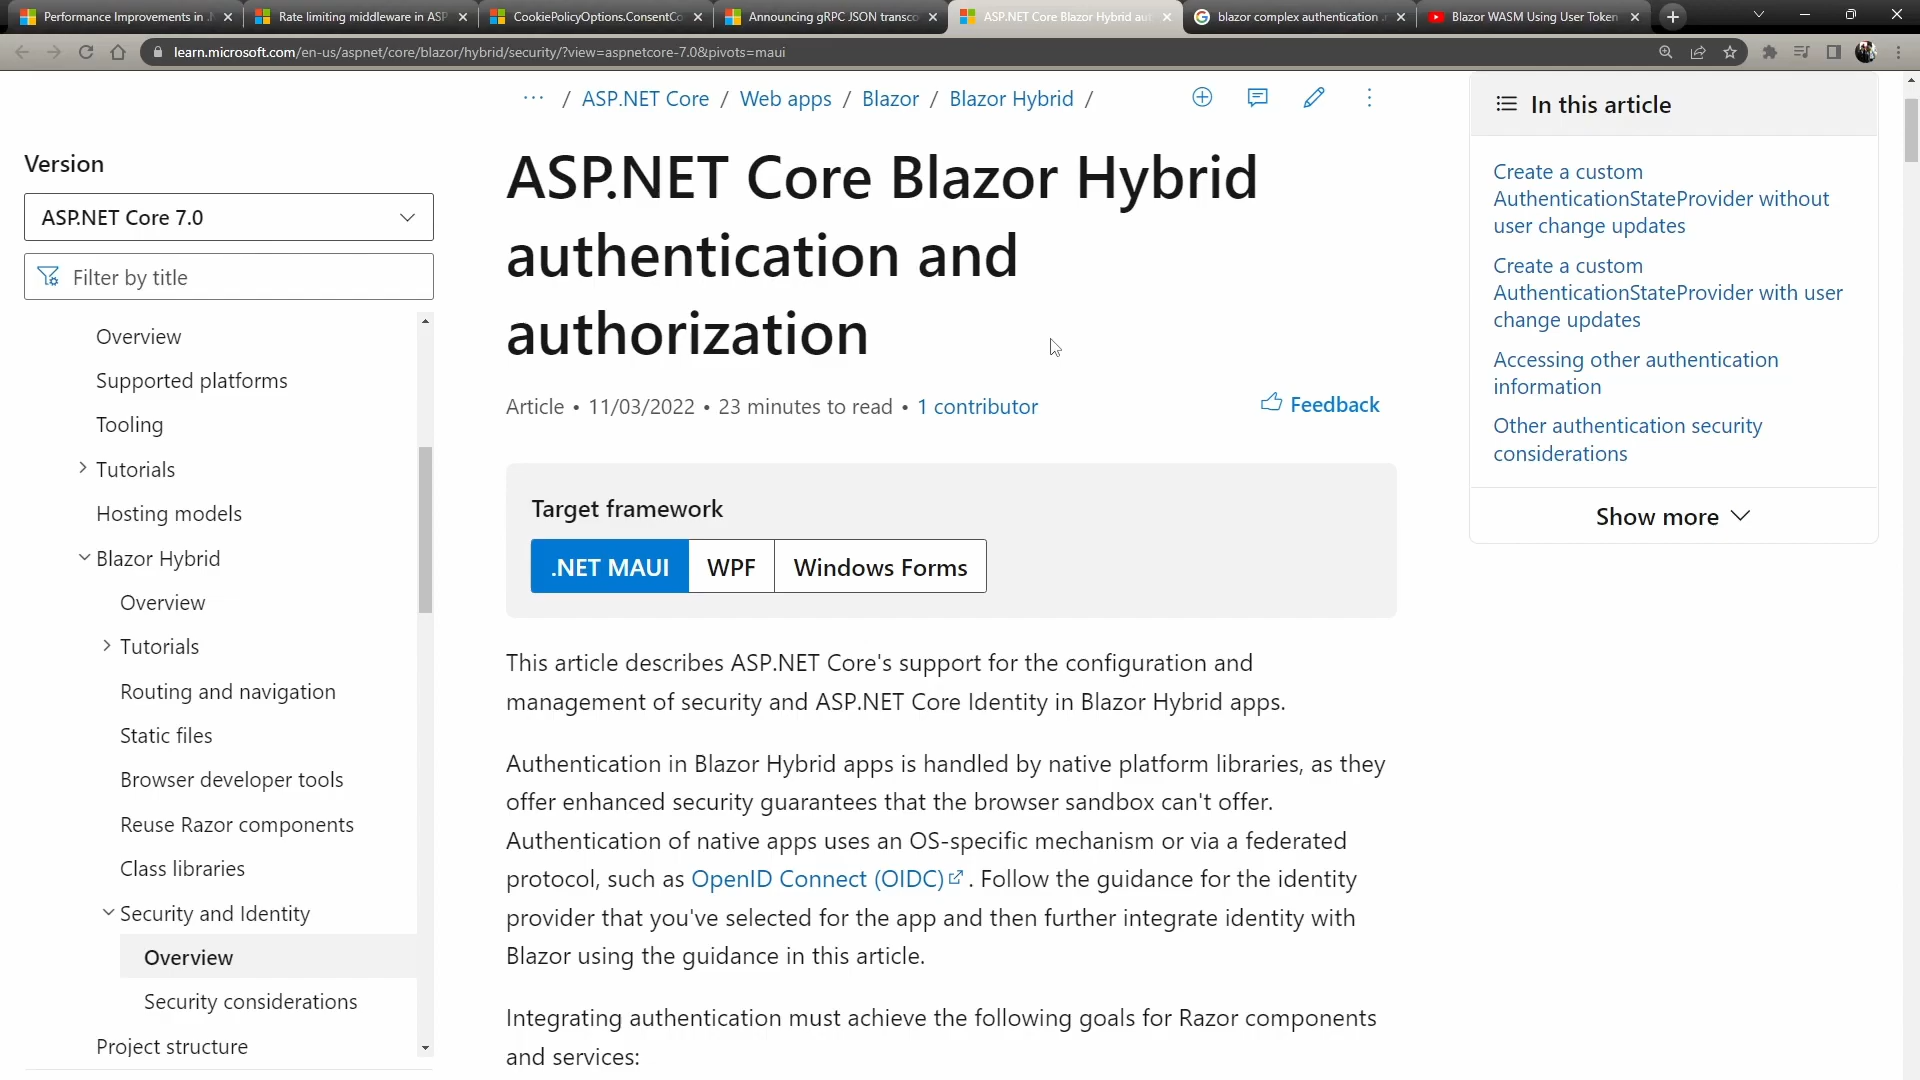 Performance Improvements in .N
Rate limiting middleware in ASP
CookiePolicyOptions.ConsentCo
Announcing gRPC JSON transco
ASP.NET Core Blazor Hybrid aut
blazor complex authentication .n
Blazor WASM Using User Token
learn.microsoft.com/en-us/aspnet/core/blazor/hybrid/security/?view=aspnetcore-7.0&pivots=maui
... / ASP.NET Core / Web apps / Blazor / Blazor Hybrid /
Version
ASP.NET Core 7.0
Filter by title
Overview
Supported platforms
Tooling
Tutorials
Hosting models
Blazor Hybrid
Overview
Tutorials
Routing and navigation
Static files
Browser developer tools
Reuse Razor components
Class libraries
Security and Identity
Overview
Security considerations
Project structure
ASP.NET Core Blazor Hybrid
authentication and
authorization
Article • 11/03/2022 • 23 minutes to read • 1 contributor
Feedback
Target framework
.NET MAUI
WPF
Windows Forms
This article describes ASP.NET Core's support for the configuration and
management of security and ASP.NET Core Identity in Blazor Hybrid apps.
Authentication in Blazor Hybrid apps is handled by native platform libraries, as they
offer enhanced security guarantees that the browser sandbox can't offer.
Authentication of native apps uses an OS-specific mechanism or via a federated
protocol, such as OpenID Connect (OIDC) . Follow the guidance for the identity
provider that you've selected for the app and then further integrate identity with
Blazor using the guidance in this article.
Integrating authentication must achieve the following goals for Razor components
and services:
In this article
Create a custom
AuthenticationStateProvider without
user change updates
Create a custom
AuthenticationStateProvider with user
change updates
Accessing other authentication
information
Other authentication security
considerations
Show more